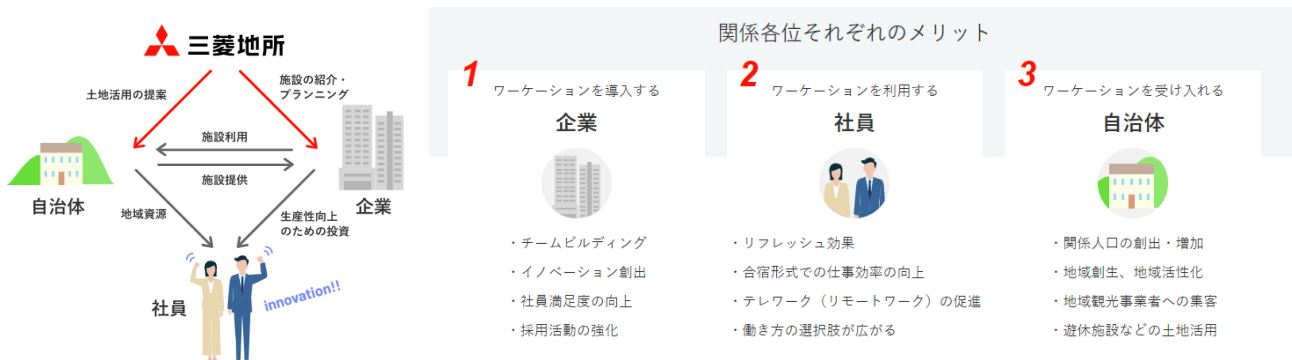 三菱地所
土地活用の提案
施設の紹介・
プランニング
施設利用
施設提供
自治体
企業
地域資源
生産性向上
のための投資
社員
innovation!!
関係各位それぞれのメリット
1
ワーケーションを導入する
企業
・チームビルディング
・イノベーション創出
・社員満足度の向上
・採用活動の強化
2
ワーケーションを利用する
社員
・リフレッシュ効果
・合宿形式での仕事効率の向上
・テレワーク（リモートワーク）の促進
・働き方の選択肢が広がる
3
ワーケーションを受け入れる
自治体
・関係人口の創出・増加
・地域創生、地域活性化
・地域観光事業者への集客
・遊休施設などの土地活用